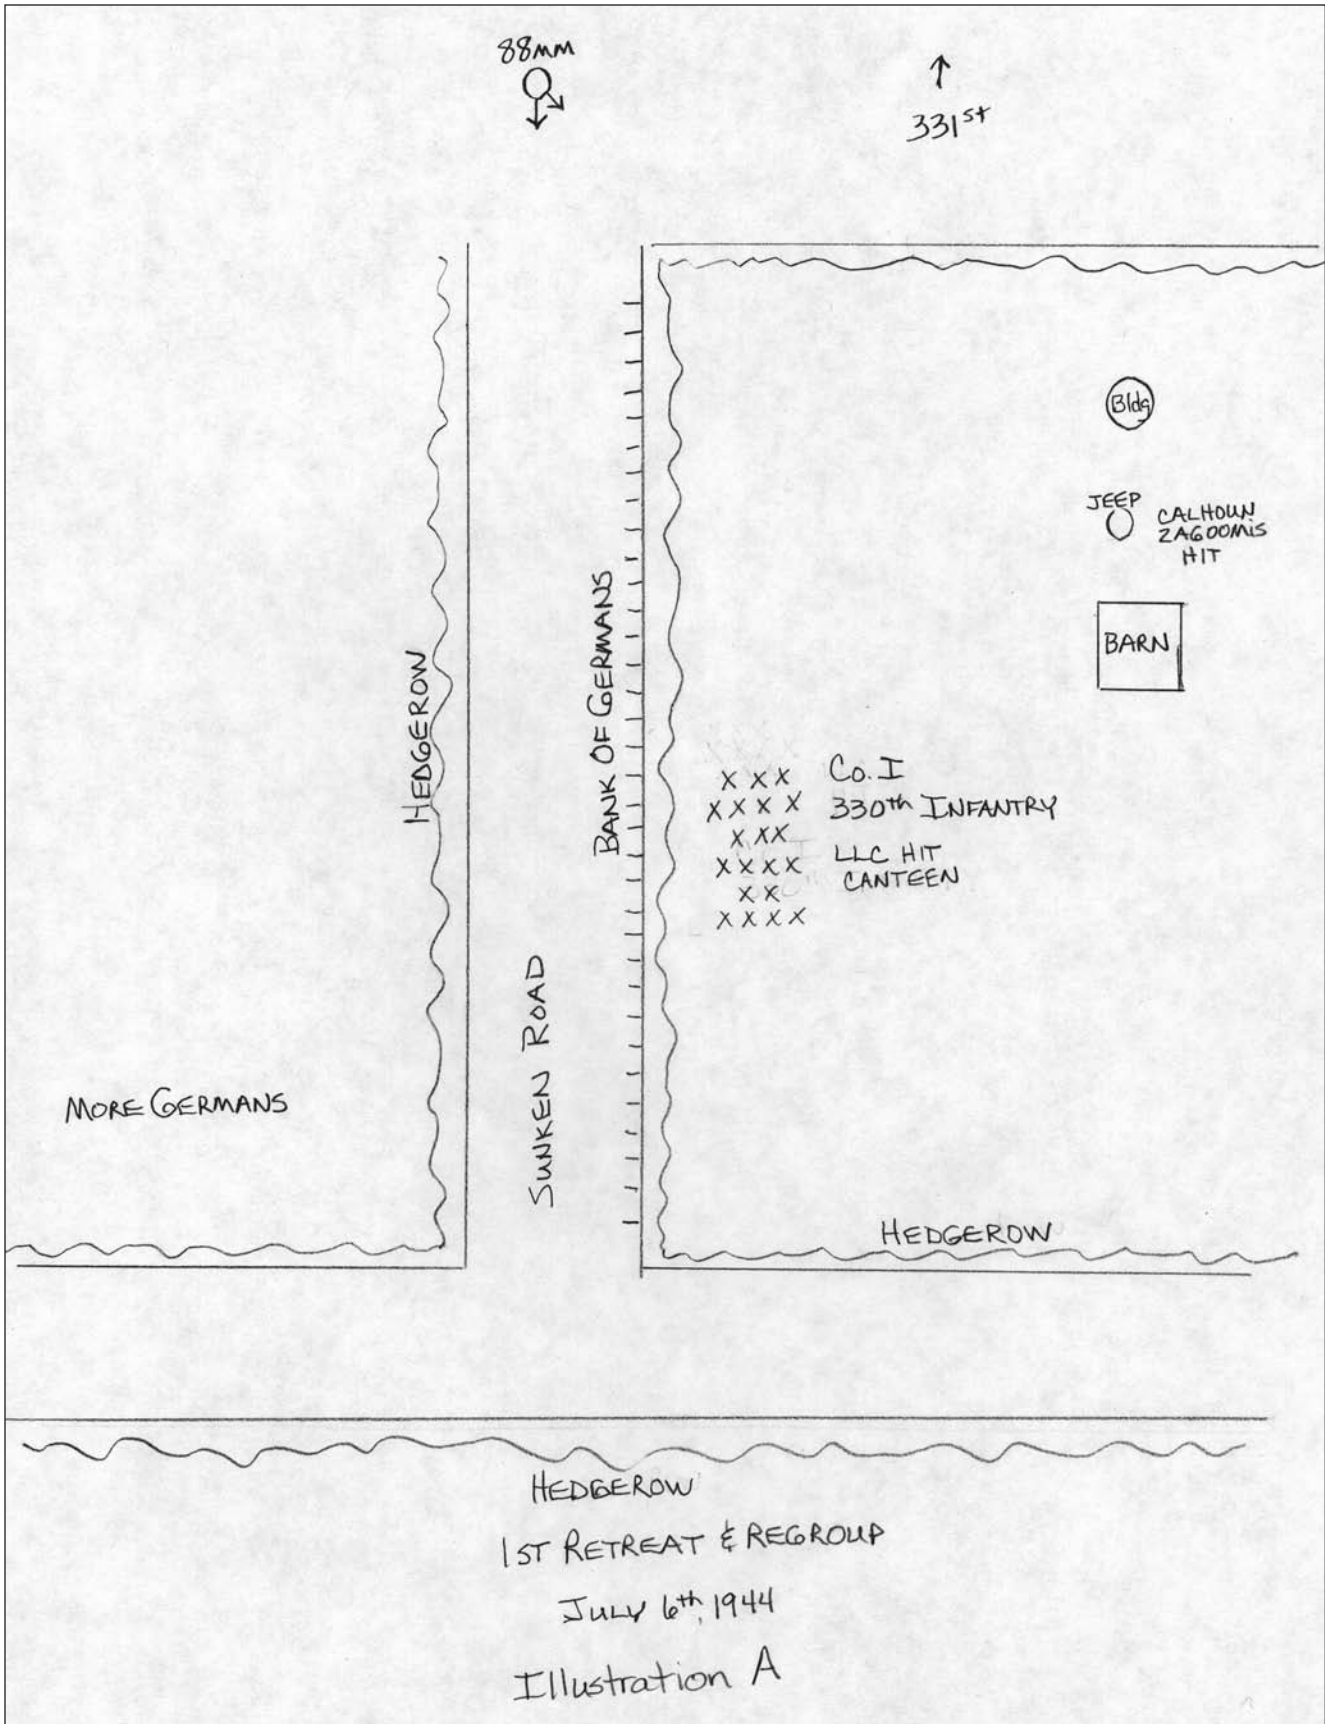 88MM
331st
Bldg
JEEP
CALHOUN
ZAGOOMIS
HIT
BARN
HEDGEROW
BANK OF GERMANS
X X X
X X X X
X X X
X X X X
X X
X X X X
Co. I
330th INFANTRY
LLC HIT
CANTEEN
SUNKEN ROAD
MORE GERMANS
HEDGEROW
HEDGEROW
1ST RETREAT & REGROUP
JULY 6th, 1944
Illustration A